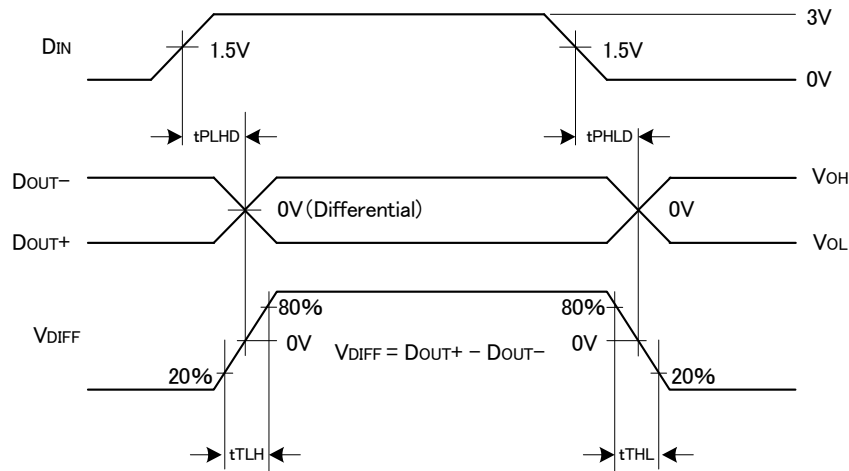 3V
DIN
1.5V
1.5V
0V
tPLHD
tPHLD
DOUT−
VOH
0V (Differential)
0V
DOUT+
VOL
80%
80%
VDIFF
0V
VDIFF = DOUT+ − DOUT−
0V
20%
20%
tTLH
tTHL